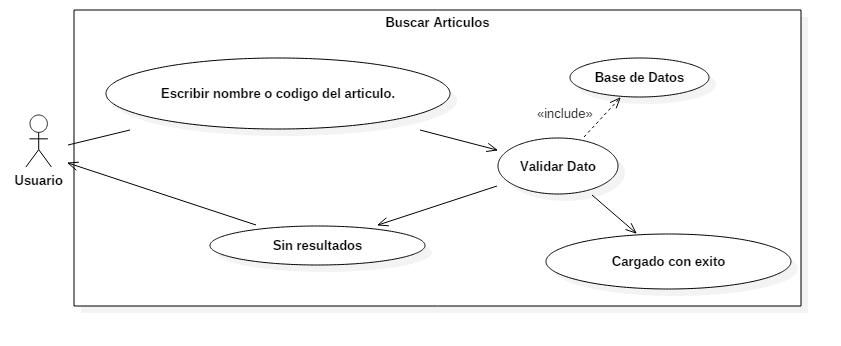 Buscar Articulos
Base de Datos
Escribir nombre o codigo del articulo.
«include»
Validar Dato
Usuario
Sin resultados
Cargado con exito